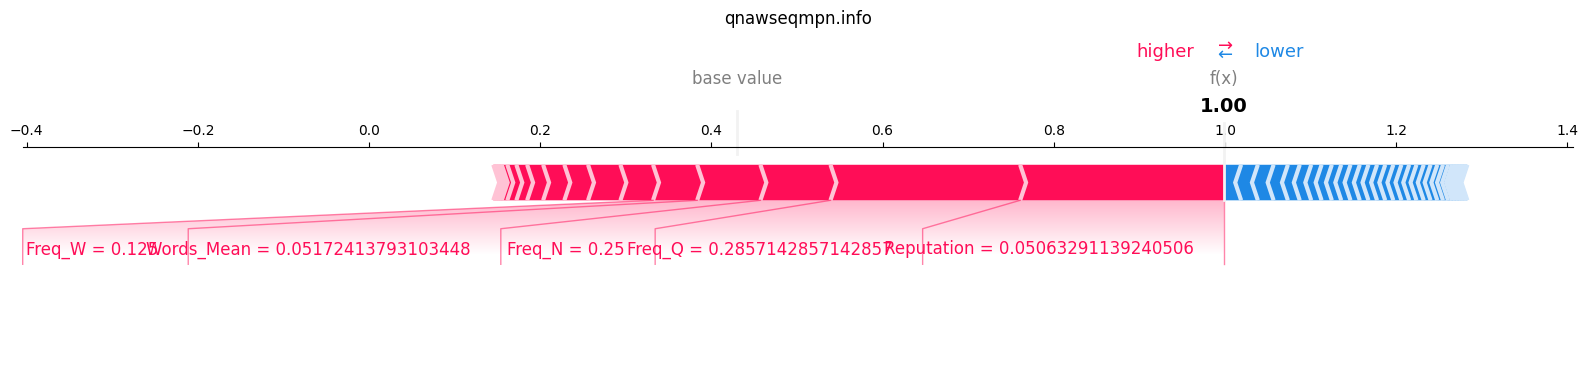 qnawseqmpn.info
higher ⇄ lower
base value f(x)
1.00
−0.4 −0.2 0.0 0.2 0.4 0.6 0.8 1.0 1.2 1.4
Freq_W = 0.125 Words_Mean = 0.05172413793103448 Freq_N = 0.25 Freq_Q = 0.2857142857142857 Reputation = 0.05063291139240506